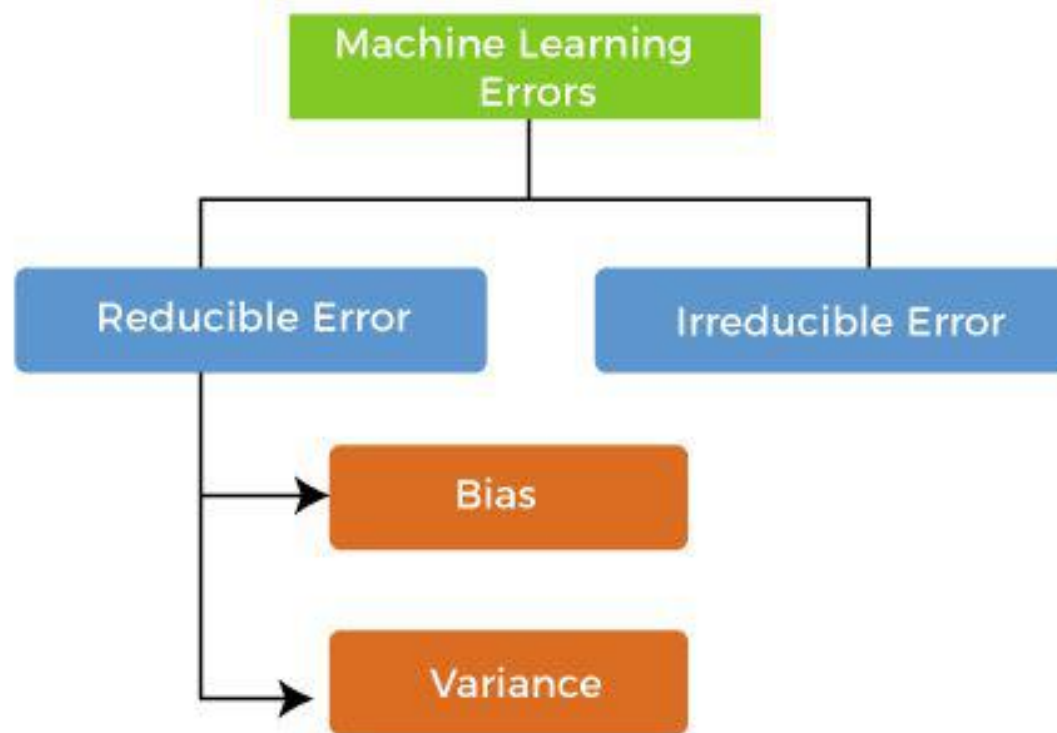 Machine Learning
Errors
Reducible Error
Irreducible Error
Bias
Variance